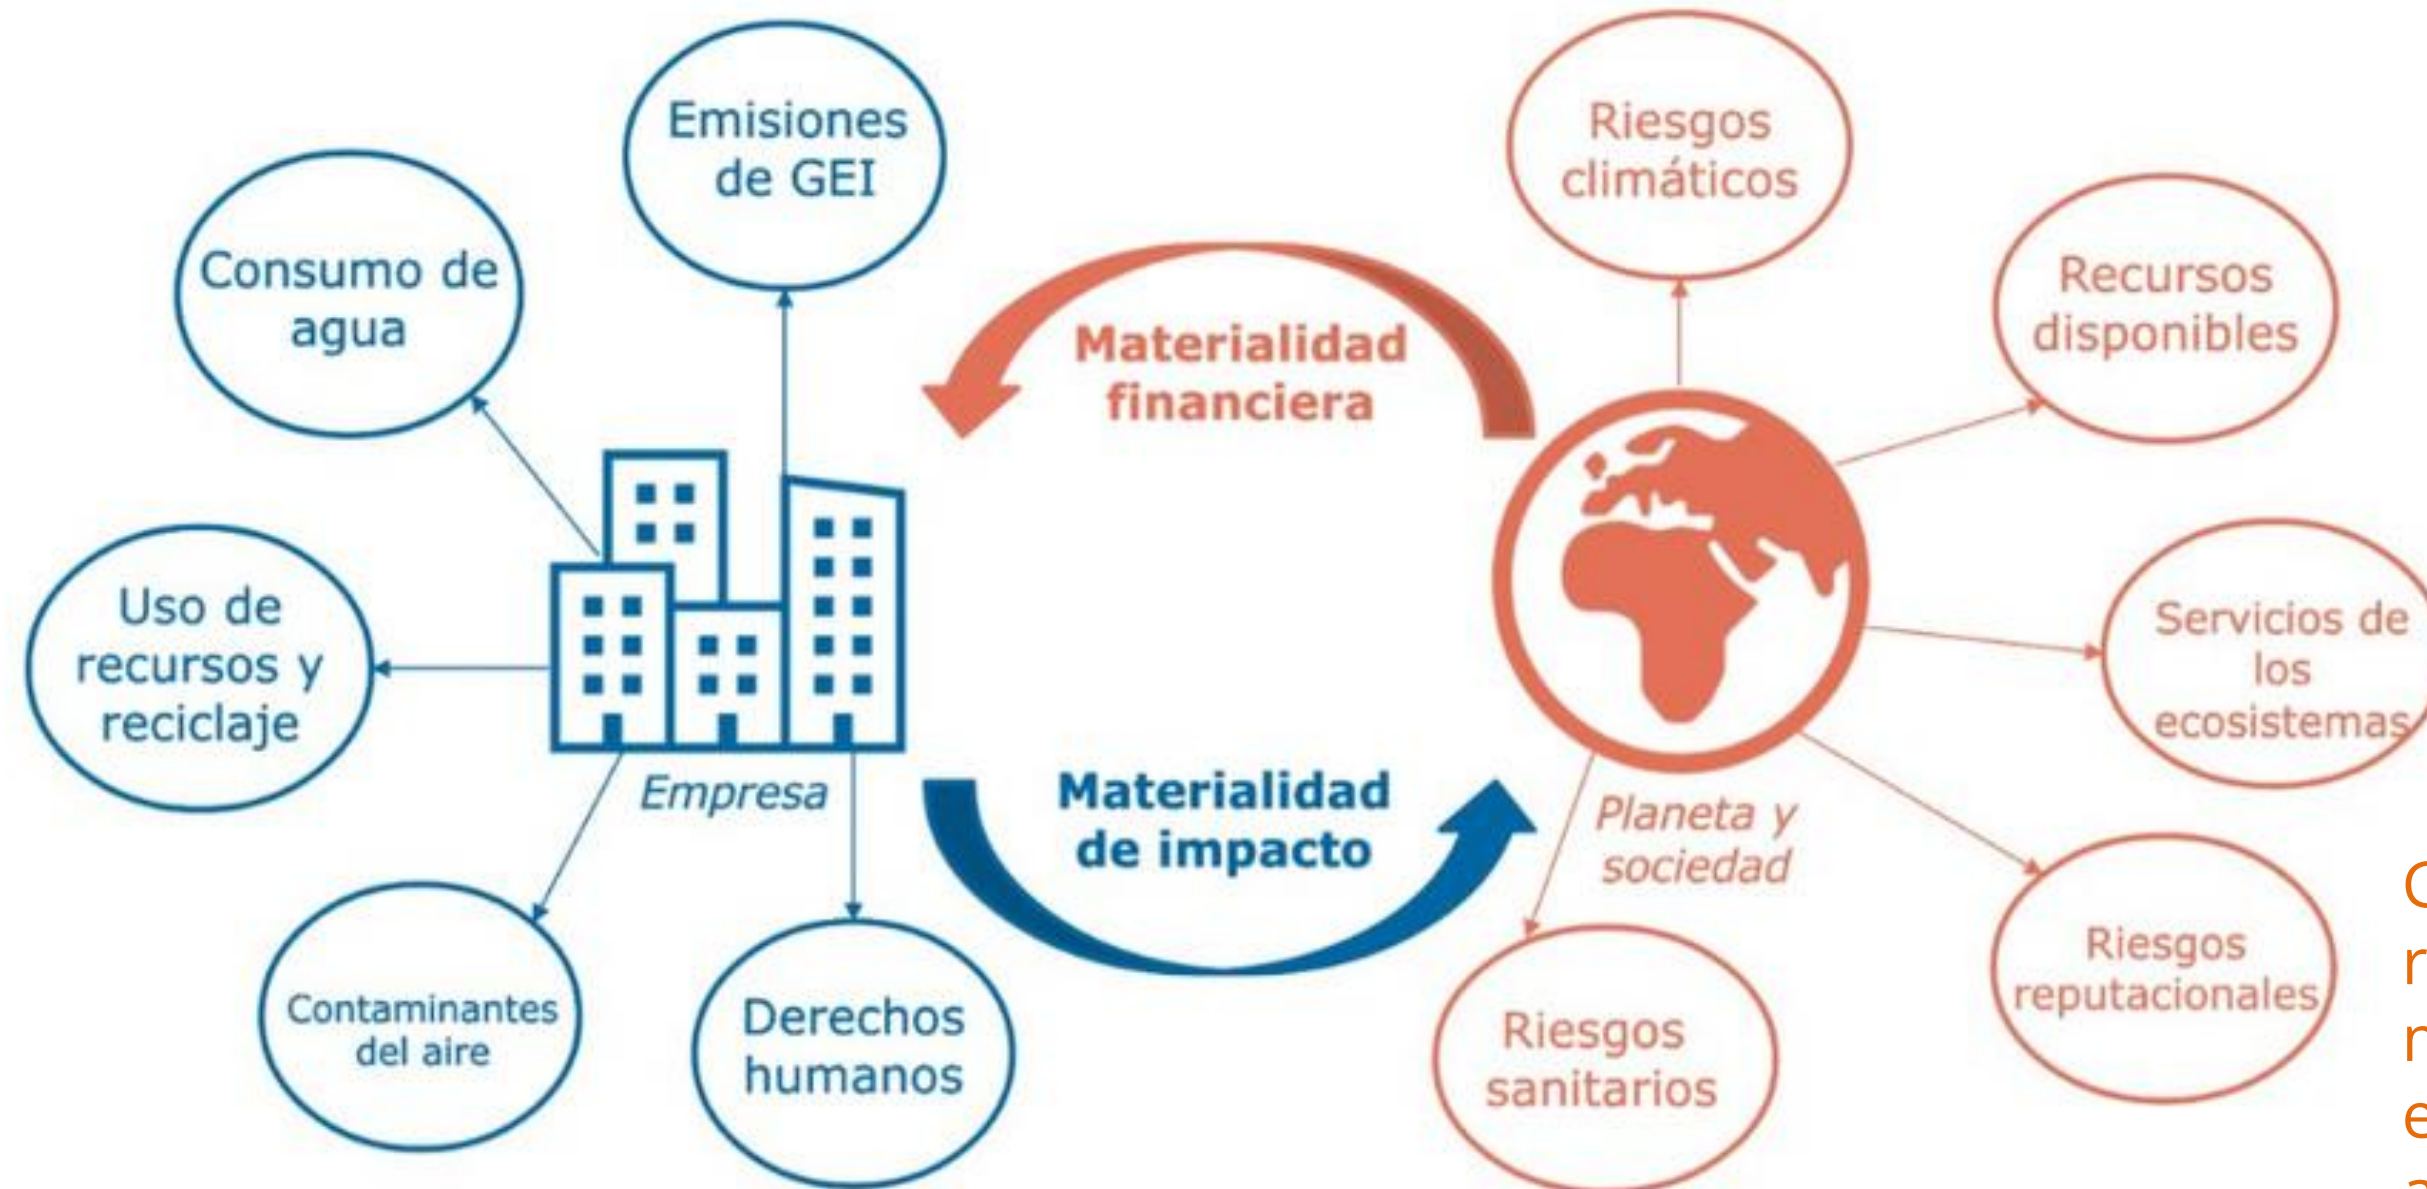 Emisiones
de GEI
Consumo de
agua
Uso de
recursos y
reciclaje
Contaminantes
del aire
Derechos
humanos
Empresa
Materialidad
financiera
Materialidad
de impacto
Riesgos
climáticos
Recursos
disponibles
Servicios de
los
ecosistemas
Riesgos
reputacionales
Riesgos
sanitarios
Planeta y
sociedad